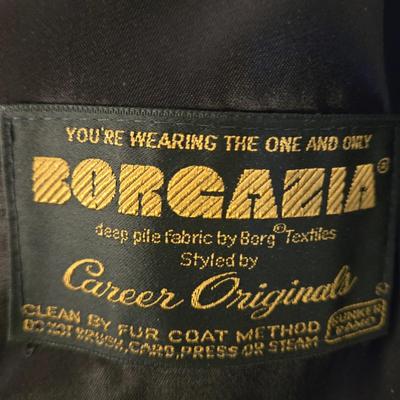 YOU'RE WEARING THE ONE AND ONLY
BORGAZIA®
deep pile fabric by Borg® Textiles
Styled by
Career Originals
CLEAN BY FUR COAT METHOD
DO NOT BRUSH, CARD, PRESS OR STEAM